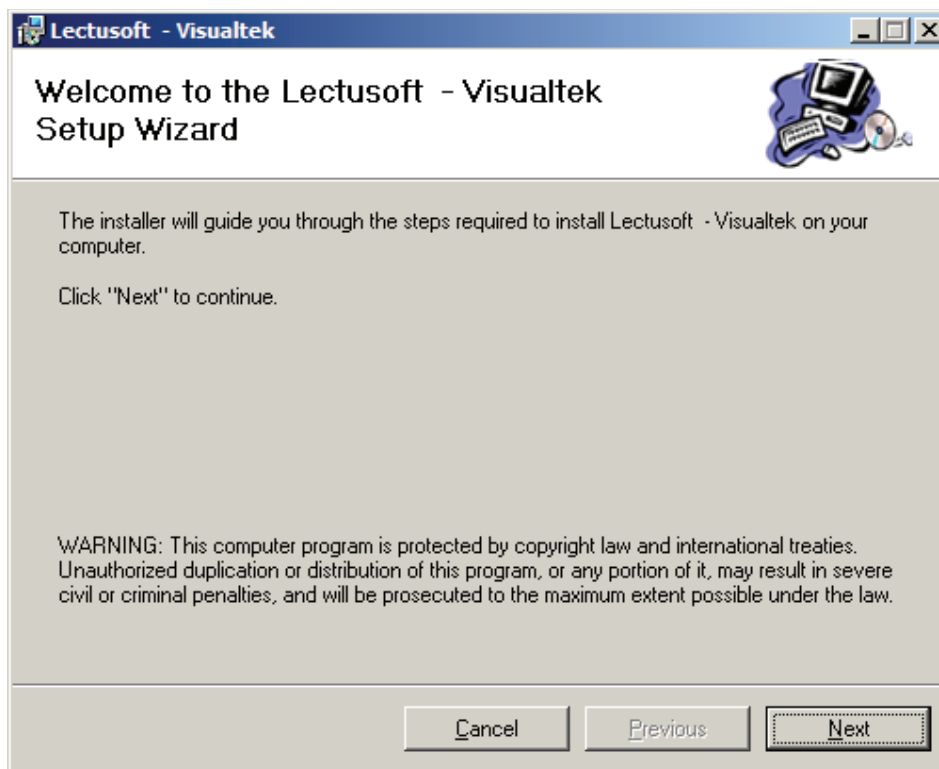 Lectusoft - Visualtek
Welcome to the Lectusoft - Visualtek
Setup Wizard
The installer will guide you through the steps required to install Lectusoft - Visualtek on your
computer.
Click "Next" to continue.
WARNING: This computer program is protected by copyright law and international treaties.
Unauthorized duplication or distribution of this program, or any portion of it, may result in severe
civil or criminal penalties, and will be prosecuted to the maximum extent possible under the law.
Cancel Previous Next